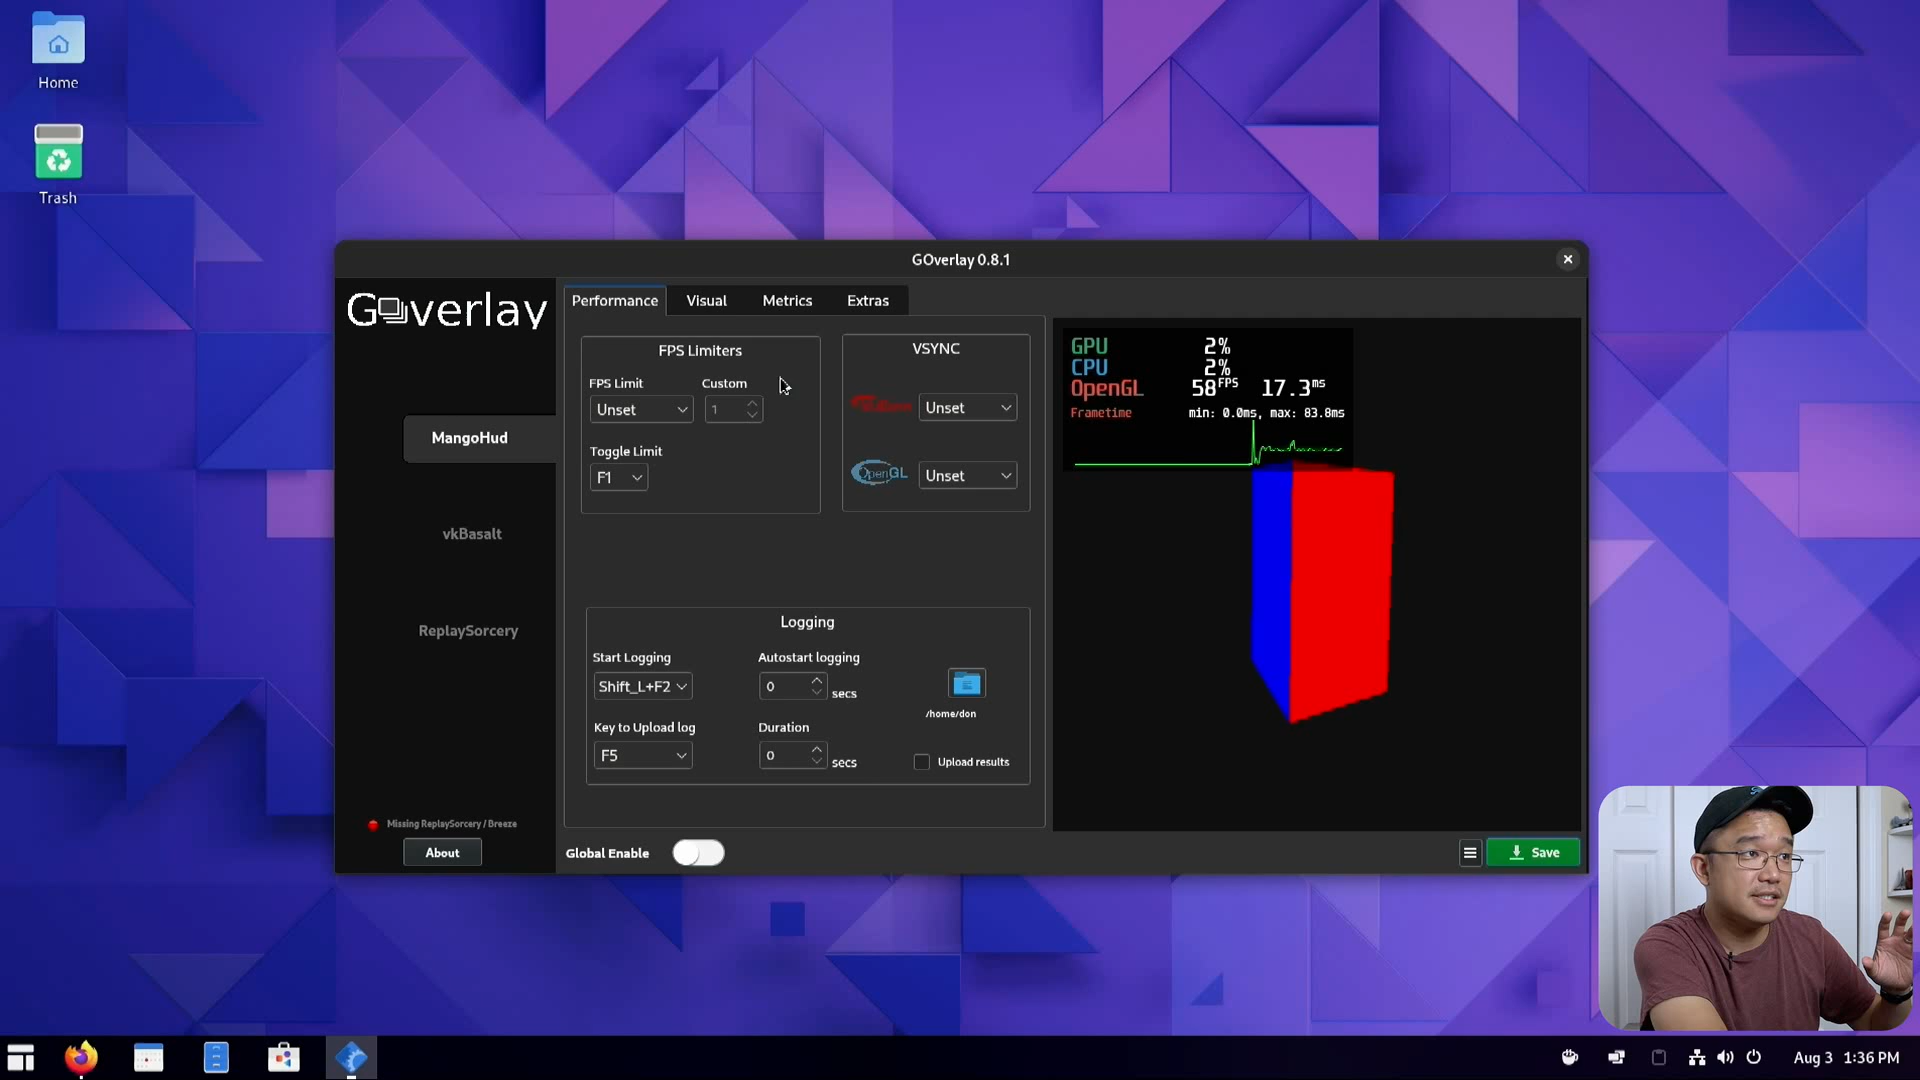 Home
Trash
GOverlay 0.8.1
Goverlay
Performance
Visual
Metrics
Extras
MangoHud
vkBasalt
ReplaySorcery
Missing ReplaySorcery / Breeze
About
FPS Limiters
FPS Limit
Custom
Unset
1
Toggle Limit
F1
VSYNC
Unset
OpenGL
Unset
Logging
Start Logging
Autostart logging
Shift_L+F2
0
secs
/home/don
Key to Upload log
Duration
F5
0
secs
Upload results
Global Enable
Save
GPU 2%
CPU 2%
OpenGL 58FPS 17.3ms
Frametime min: 0.0ms, max: 83.8ms
Aug 3 1:36 PM